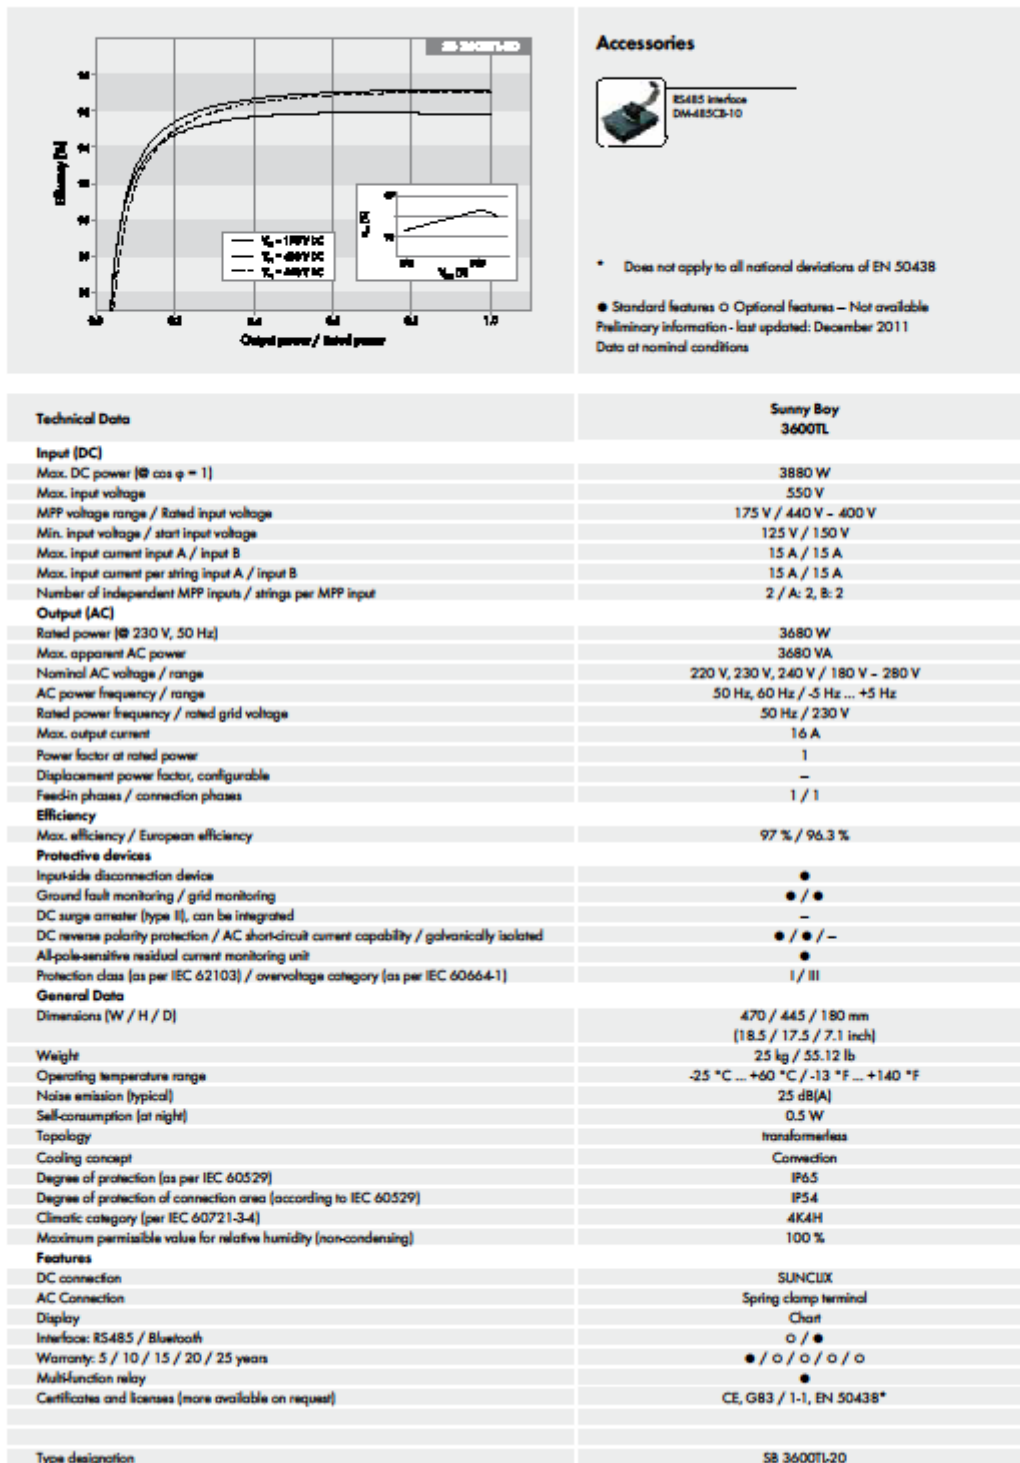 Accessories
RS485 interface
DM-485CB-10
Efficiency [%]
0.2
0.4
0.6
0.8
1.0
Output power / Rated power
* Does not apply to all national deviations of EN 50438
● Standard features ○ Optional features – Not available
Preliminary information - last updated: December 2011
Data at nominal conditions
Technical Data
Sunny Boy
3600TL
Input (DC)
Max. DC power (@ cos φ = 1) 3880 W
Max. input voltage 550 V
MPP voltage range / Rated input voltage 175 V / 440 V – 400 V
Min. input voltage / start input voltage 125 V / 150 V
Max. input current input A / input B 15 A / 15 A
Max. input current per string input A / input B 15 A / 15 A
Number of independent MPP inputs / strings per MPP input 2 / A: 2, B: 2
Output (AC)
Rated power (@ 230 V, 50 Hz) 3680 W
Max. apparent AC power 3680 VA
Nominal AC voltage / range 220 V, 230 V, 240 V / 180 V – 280 V
AC power frequency / range 50 Hz, 60 Hz / -5 Hz ... +5 Hz
Rated power frequency / rated grid voltage 50 Hz / 230 V
Max. output current 16 A
Power factor at rated power 1
Displacement power factor, configurable –
Feed-in phases / connection phases 1 / 1
Efficiency
Max. efficiency / European efficiency 97 % / 96.3 %
Protective devices
Input-side disconnection device ●
Ground fault monitoring / grid monitoring ● / ●
DC surge arrester (type II), can be integrated –
DC reverse polarity protection / AC short-circuit current capability / galvanically isolated ● / ● / –
All-pole-sensitive residual current monitoring unit ●
Protection class (as per IEC 62103) / overvoltage category (as per IEC 60664-1) I / III
General Data
Dimensions (W / H / D) 470 / 445 / 180 mm
(18.5 / 17.5 / 7.1 inch)
Weight 25 kg / 55.12 lb
Operating temperature range -25 °C ... +60 °C / -13 °F ... +140 °F
Noise emission (typical) 25 dB(A)
Self-consumption (at night) 0.5 W
Topology transformerless
Cooling concept Convection
Degree of protection (as per IEC 60529) IP65
Degree of protection of connection area (according to IEC 60529) IP54
Climatic category (per IEC 60721-3-4) 4K4H
Maximum permissible value for relative humidity (non-condensing) 100 %
Features
DC connection SUNCLIX
AC Connection Spring clamp terminal
Display Chart
Interface: RS485 / Bluetooth ○ / ●
Warranty: 5 / 10 / 15 / 20 / 25 years ● / ○ / ○ / ○ / ○
Multi-function relay ●
Certificates and licenses (more available on request) CE, G83 / 1-1, EN 50438*
Type designation SB 3600TL-20